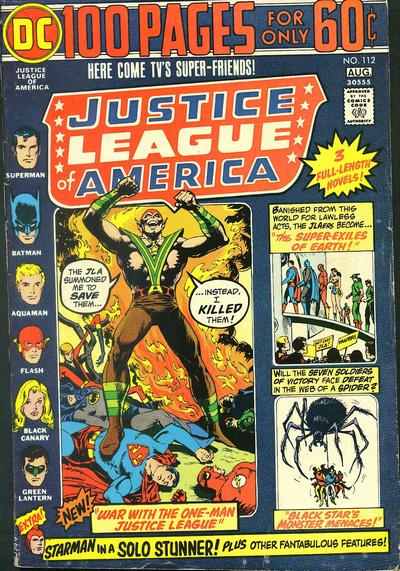 DC 100 PAGES FOR ONLY 60¢
HERE COME TV'S SUPER-FRIENDS!
NO. 112
AUG.
30555
APPROVED
BY THE
COMICS
CODE
AUTHORITY
JUSTICE
LEAGUE
OF
AMERICA
JUSTICE
LEAGUE
of AMERICA
3
FULL-LENGTH
NOVELS!
SUPERMAN
BATMAN
AQUAMAN
FLASH
BLACK
CANARY
GREEN
LANTERN
THE JLA
SUMMONED
ME TO
SAVE
THEM...
...INSTEAD,
I
KILLED
THEM!
NEW!
"WAR WITH THE ONE-MAN
JUSTICE LEAGUE"
BANISHED FROM THIS
WORLD FOR LAWLESS
ACTS, THE JLAERS BECOME...
"THE SUPER-EXILES
OF EARTH!"
WILL THE SEVEN SOLDIERS
OF VICTORY FACE DEFEAT
IN THE WEB OF A SPIDER?
"BLACK STAR'S
MONSTER MENACES!"
EXTRA!
STARMAN IN A SOLO STUNNER! PLUS OTHER FANTABULOUS FEATURES!